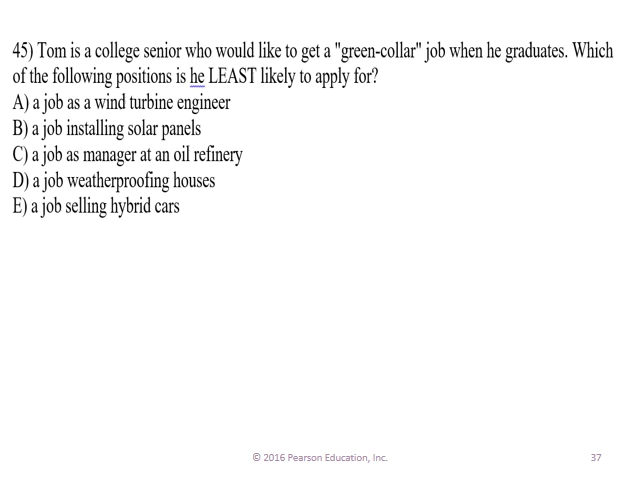 45) Tom is a college senior who would like to get a "green-collar" job when he graduates. Which
of the following positions is he LEAST likely to apply for?
A) a job as a wind turbine engineer
B) a job installing solar panels
C) a job as manager at an oil refinery
D) a job weatherproofing houses
E) a job selling hybrid cars
© 2016 Pearson Education, Inc.
37